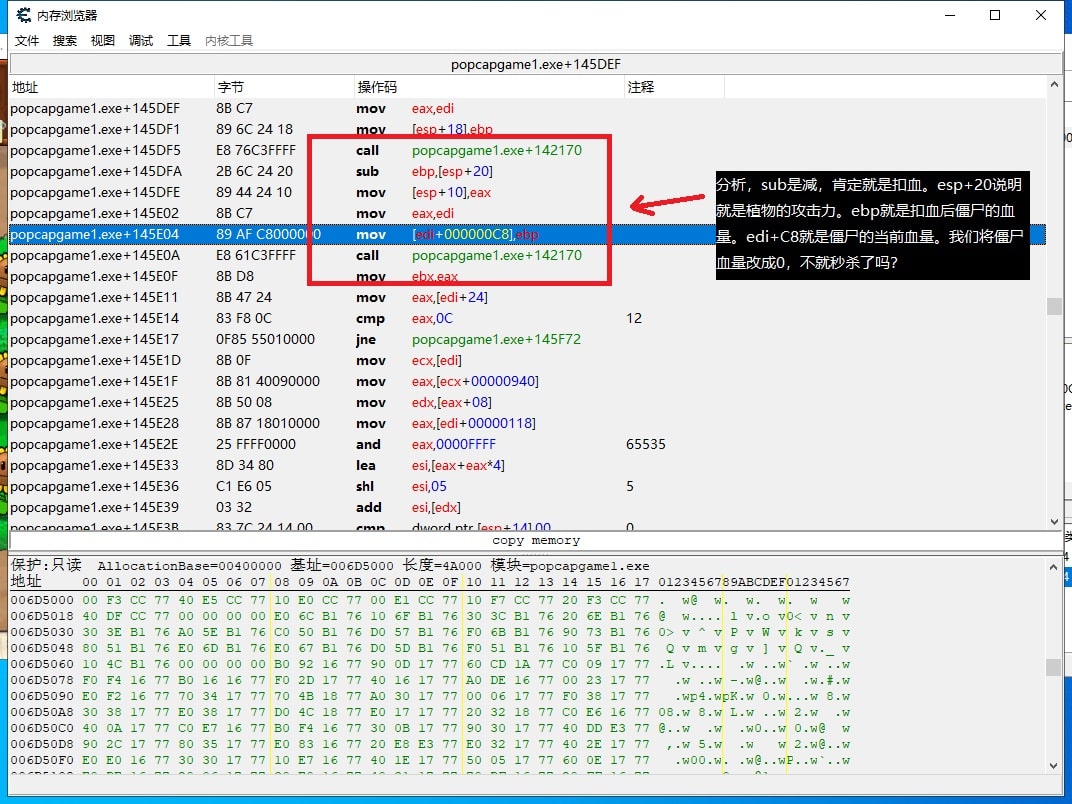 内存浏览器
文件 搜索 视图 调试 工具 内核工具
popcapgame1.exe+145DEF
地址 字节 操作码 注释
popcapgame1.exe+145DEF 8B C7 mov eax,edi
popcapgame1.exe+145DF1 89 6C 24 18 mov [esp+18],ebp
popcapgame1.exe+145DF5 E8 76C3FFFF call popcapgame1.exe+142170
popcapgame1.exe+145DFA 2B 6C 24 20 sub ebp,[esp+20]
popcapgame1.exe+145DFE 89 44 24 10 mov [esp+10],eax
popcapgame1.exe+145E02 8B C7 mov eax,edi
popcapgame1.exe+145E04 89 AF C8000000 mov [edi+000000C8],ebp
popcapgame1.exe+145E0A E8 61C3FFFF call popcapgame1.exe+142170
popcapgame1.exe+145E0F 8B D8 mov ebx,eax
popcapgame1.exe+145E11 8B 47 24 mov eax,[edi+24]
popcapgame1.exe+145E14 83 F8 0C cmp eax,0C 12
popcapgame1.exe+145E17 0F85 55010000 jne popcapgame1.exe+145F72
popcapgame1.exe+145E1D 8B 0F mov ecx,[edi]
popcapgame1.exe+145E1F 8B 81 40090000 mov eax,[ecx+00000940]
popcapgame1.exe+145E25 8B 50 08 mov edx,[eax+08]
popcapgame1.exe+145E28 8B 87 18010000 mov eax,[edi+00000118]
popcapgame1.exe+145E2E 25 FFFF0000 and eax,0000FFFF 65535
popcapgame1.exe+145E33 8D 34 80 lea esi,[eax+eax*4]
popcapgame1.exe+145E36 C1 E6 05 shl esi,05 5
popcapgame1.exe+145E39 03 32 add esi,[edx]
popcapgame1.exe+145E3B 83 7C 24 14 00 cmp dword ptr [esp+14],00 0
分析，sub是减，肯定就是扣血。esp+20说明
就是植物的攻击力。ebp就是扣血后僵尸的血
量。edi+C8就是僵尸的当前血量。我们将僵尸
血量改成0，不就秒杀了吗？
copy memory
保护:只读 AllocationBase=00400000 基址=006D5000 长度=4A000 模块=popcapgame1.exe
地址 00 01 02 03 04 05 06 07 08 09 0A 0B 0C 0D 0E 0F 10 11 12 13 14 15 16 17 0123456789ABCDEF01234567
006D5000 00 F3 CC 77 40 E5 CC 77 10 E0 CC 77 00 E1 CC 77 10 F7 CC 77 20 F3 CC 77
006D5018 40 DF CC 77 00 00 00 00 E0 6C B1 76 10 6F B1 76 30 3C B1 76 20 6E B1 76
006D5030 30 3E B1 76 A0 5E B1 76 C0 50 B1 76 D0 57 B1 76 F0 6B B1 76 90 73 B1 76
006D5048 80 51 B1 76 E0 6D B1 76 E0 67 B1 76 D0 5D B1 76 F0 51 B1 76 10 5F B1 76
006D5060 10 4C B1 76 00 00 00 00 B0 92 16 77 90 0D 17 77 60 CD 1A 77 C0 09 17 77
006D5078 F0 F4 16 77 B0 16 16 77 F0 2D 17 77 40 16 17 77 A0 DE 16 77 00 23 17 77
006D5090 E0 F2 16 77 70 34 17 77 70 4B 18 77 A0 30 17 77 00 06 17 77 F0 38 17 77
006D50A8 30 38 17 77 E0 38 17 77 D0 4C 18 77 E0 17 17 77 20 32 18 77 C0 E6 16 77
006D50C0 40 0A 17 77 C0 E7 16 77 B0 F4 16 77 30 0B 17 77 90 30 17 77 40 DD E3 77
006D50D8 90 2C 17 77 80 35 17 77 E0 83 16 77 20 E8 E3 77 E0 32 17 77 40 2E 17 77
006D50F0 E0 E0 16 77 30 30 17 77 10 E7 16 77 40 1E 17 77 50 05 17 77 60 0E 17 77